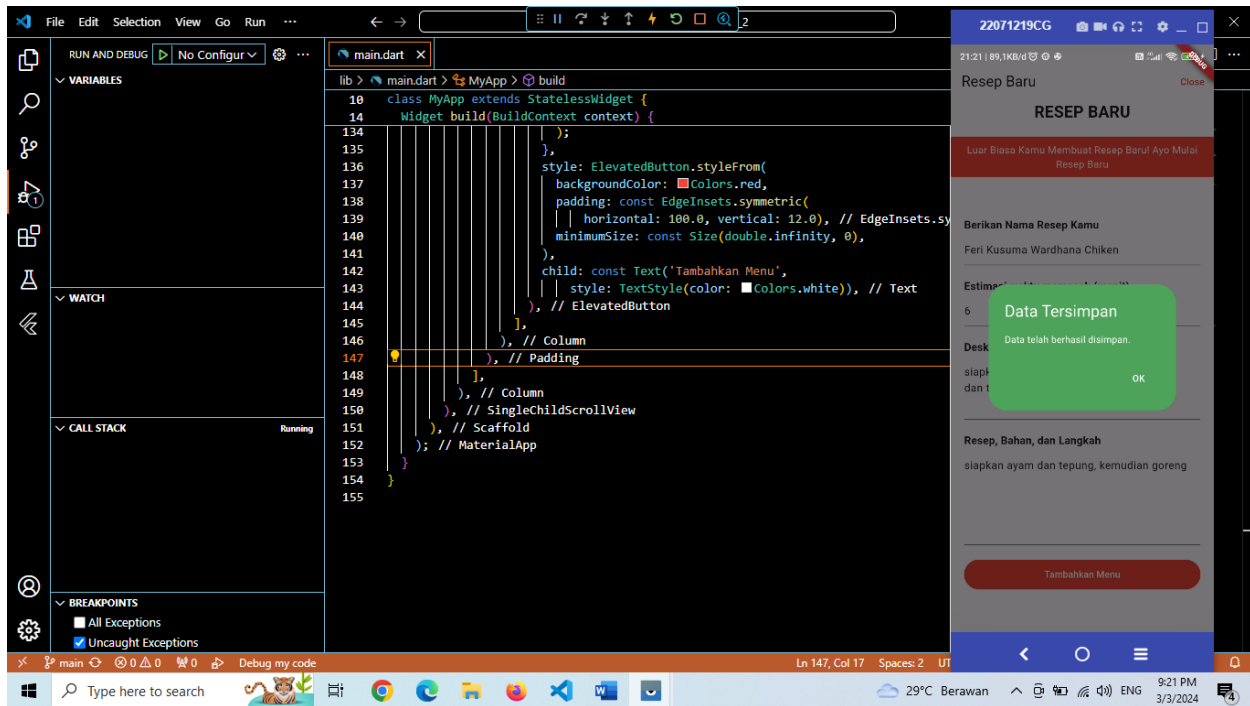 File Edit Selection View Go Run ···
_2
RUN AND DEBUG No Configur
VARIABLES
WATCH
CALL STACK Running
BREAKPOINTS
All Exceptions
Uncaught Exceptions
1
main.dart
lib > main.dart > MyApp > build
10 class MyApp extends StatelessWidget {
14 Widget build(BuildContext context) {
134 );
135 },
136 style: ElevatedButton.styleFrom(
137 backgroundColor: Colors.red,
138 padding: const EdgeInsets.symmetric(
139 horizontal: 100.0, vertical: 12.0), // EdgeInsets.sy
140 minimumSize: const Size(double.infinity, 0),
141 ),
142 child: const Text('Tambahkan Menu',
143 style: TextStyle(color: Colors.white)), // Text
144 ), // ElevatedButton
145 ],
146 ), // Column
147 ), // Padding
148 ],
149 ), // Column
150 ), // SingleChildScrollView
151 ), // Scaffold
152 ); // MaterialApp
153 }
154 }
155
22071219CG
21:21 | 89,1KB/d
DEBUG
Resep Baru Close
RESEP BARU
Luar Biasa Kamu Membuat Resep Baru! Ayo Mulai
Resep Baru
Berikan Nama Resep Kamu
Feri Kusuma Wardhana Chiken
6
Data Tersimpan
Data telah berhasil disimpan.
OK
Resep, Bahan, dan Langkah
siapkan ayam dan tepung, kemudian goreng
Tambahkan Menu
main 0 0 0 Debug my code
Ln 147, Col 17 Spaces: 2
Type here to search
29°C Berawan ENG
9:21 PM
3/3/2024
4